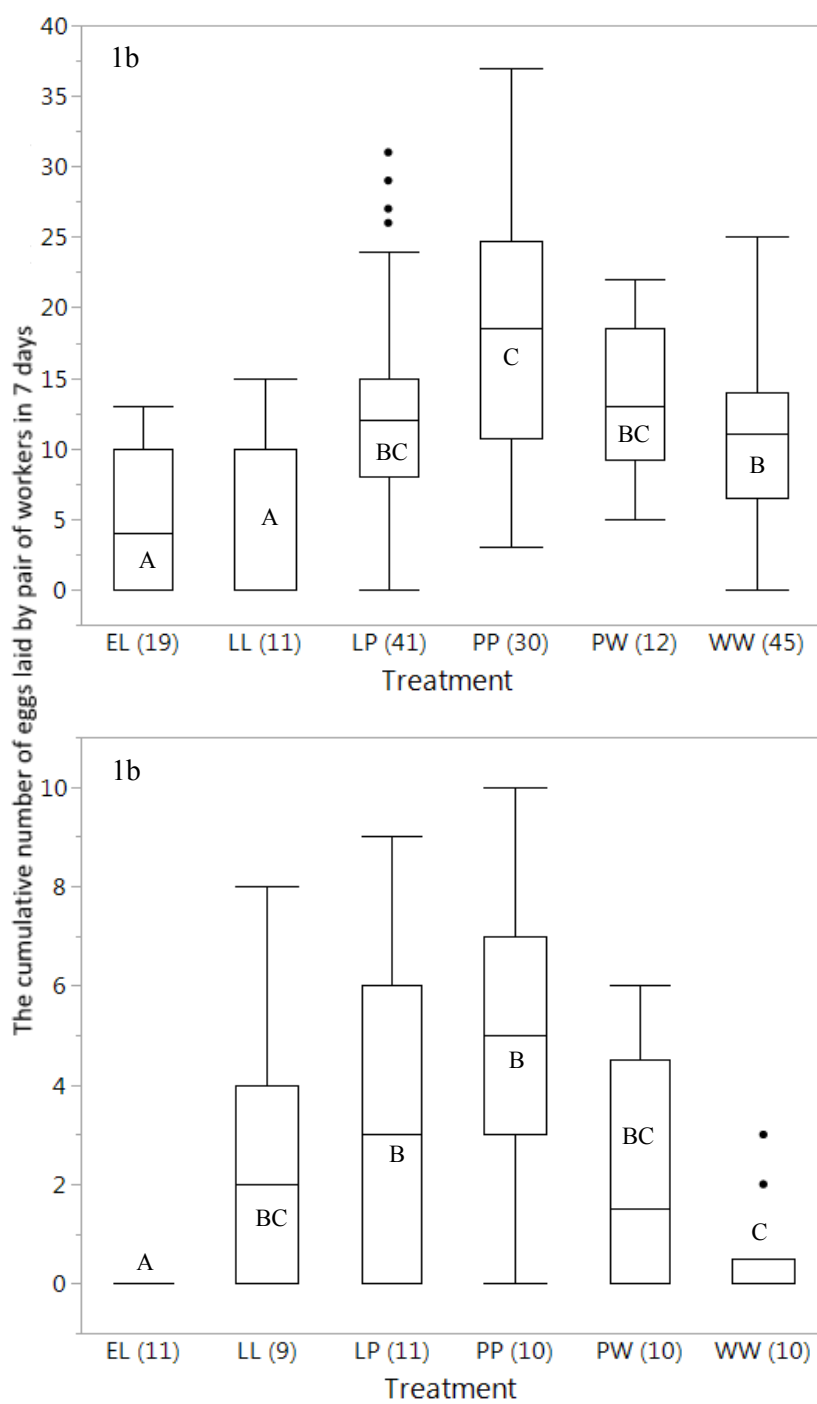 The cumulative number of eggs laid by pair of workers in 7 days
1b
40
35
30
25
20
15
10
5
0
A
A
BC
C
BC
B
EL (19) LL (11) LP (41) PP (30) PW (12) WW (45)
Treatment
1b
10
8
6
4
2
0
A
BC
B
B
BC
C
EL (11) LL (9) LP (11) PP (10) PW (10) WW (10)
Treatment